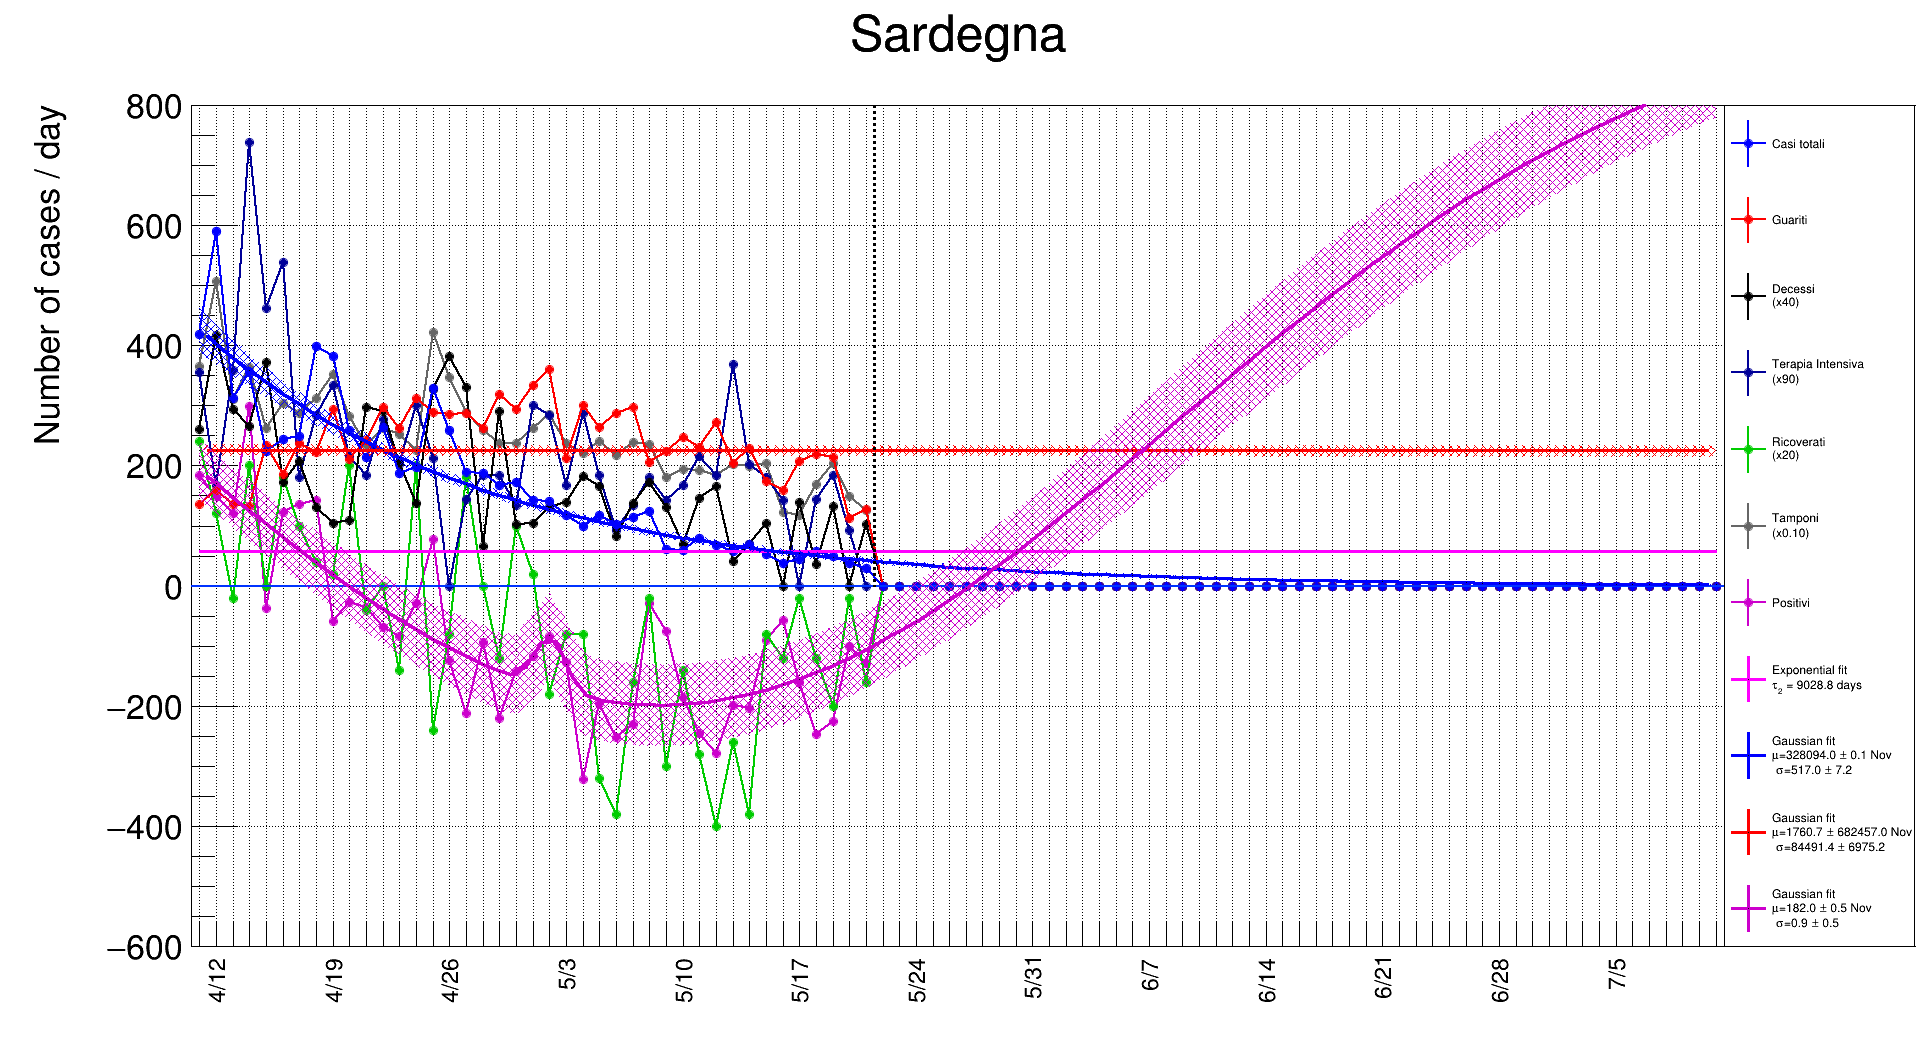 Sardegna
Number of cases / day
800
600
400
200
0
−200
−400
−600
4/12
4/19
4/26
5/3
5/10
5/17
5/24
5/31
6/7
6/14
6/21
6/28
7/5
Casi totali
Guariti
Decessi
(x40)
Terapia Intensiva
(x90)
Ricoverati
(x20)
Tamponi
(x0.10)
Positivi
Exponential fit
τ₂ = 9028.8 days
Gaussian fit
μ=328094.0 ± 0.1 Nov
σ=517.0 ± 7.2
Gaussian fit
μ=1760.7 ± 682457.0 Nov
σ=84491.4 ± 6975.2
Gaussian fit
μ=182.0 ± 0.5 Nov
σ=0.9 ± 0.5